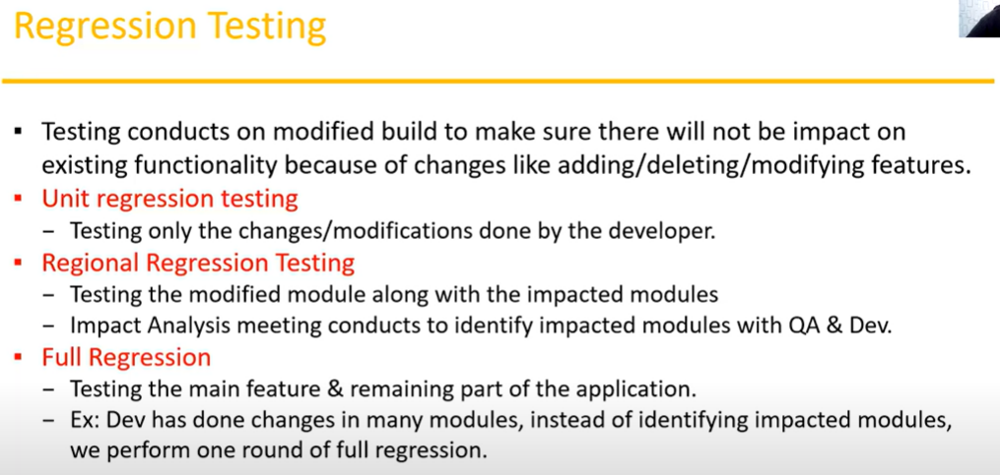 Regression Testing
▪ Testing conducts on modified build to make sure there will not be impact on
existing functionality because of changes like adding/deleting/modifying features.
▪ Unit regression testing
– Testing only the changes/modifications done by the developer.
▪ Regional Regression Testing
– Testing the modified module along with the impacted modules
– Impact Analysis meeting conducts to identify impacted modules with QA & Dev.
▪ Full Regression
– Testing the main feature & remaining part of the application.
– Ex: Dev has done changes in many modules, instead of identifying impacted modules,
we perform one round of full regression.